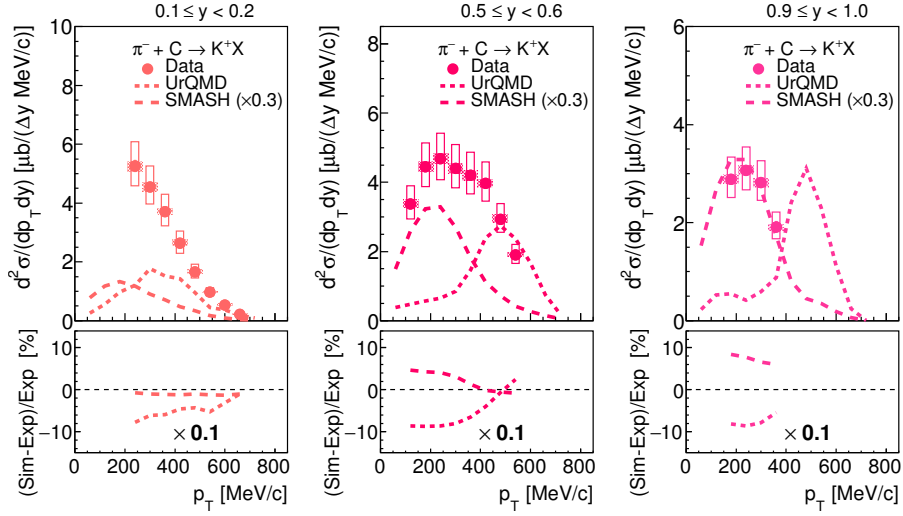 0.1 ≤ y < 0.2
0.5 ≤ y < 0.6
0.9 ≤ y < 1.0
d²σ/(dp_T dy) [μb/(Δy MeV/c)]
10
8
6
4
2
0
π⁻ + C → K⁺X
Data
UrQMD
SMASH (×0.3)
d²σ/(dp_T dy) [μb/(Δy MeV/c)]
8
6
4
2
0
π⁻ + C → K⁺X
Data
UrQMD
SMASH (×0.3)
d²σ/(dp_T dy) [μb/(Δy MeV/c)]
6
4
2
0
π⁻ + C → K⁺X
Data
UrQMD
SMASH (×0.3)
(Sim-Exp)/Exp [%]
10
0
−10
× 0.1
0 200 400 600 800
p_T [MeV/c]
(Sim-Exp)/Exp [%]
10
0
−10
× 0.1
0 200 400 600 800
p_T [MeV/c]
(Sim-Exp)/Exp [%]
10
0
−10
× 0.1
0 200 400 600 800
p_T [MeV/c]